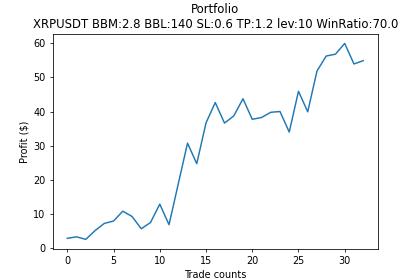 Portfolio
XRPUSDT BBM:2.8 BBL:140 SL:0.6 TP:1.2 lev:10 WinRatio:70.0
60
50
40
30
20
10
0
Profit ($)
0 5 10 15 20 25 30
Trade counts